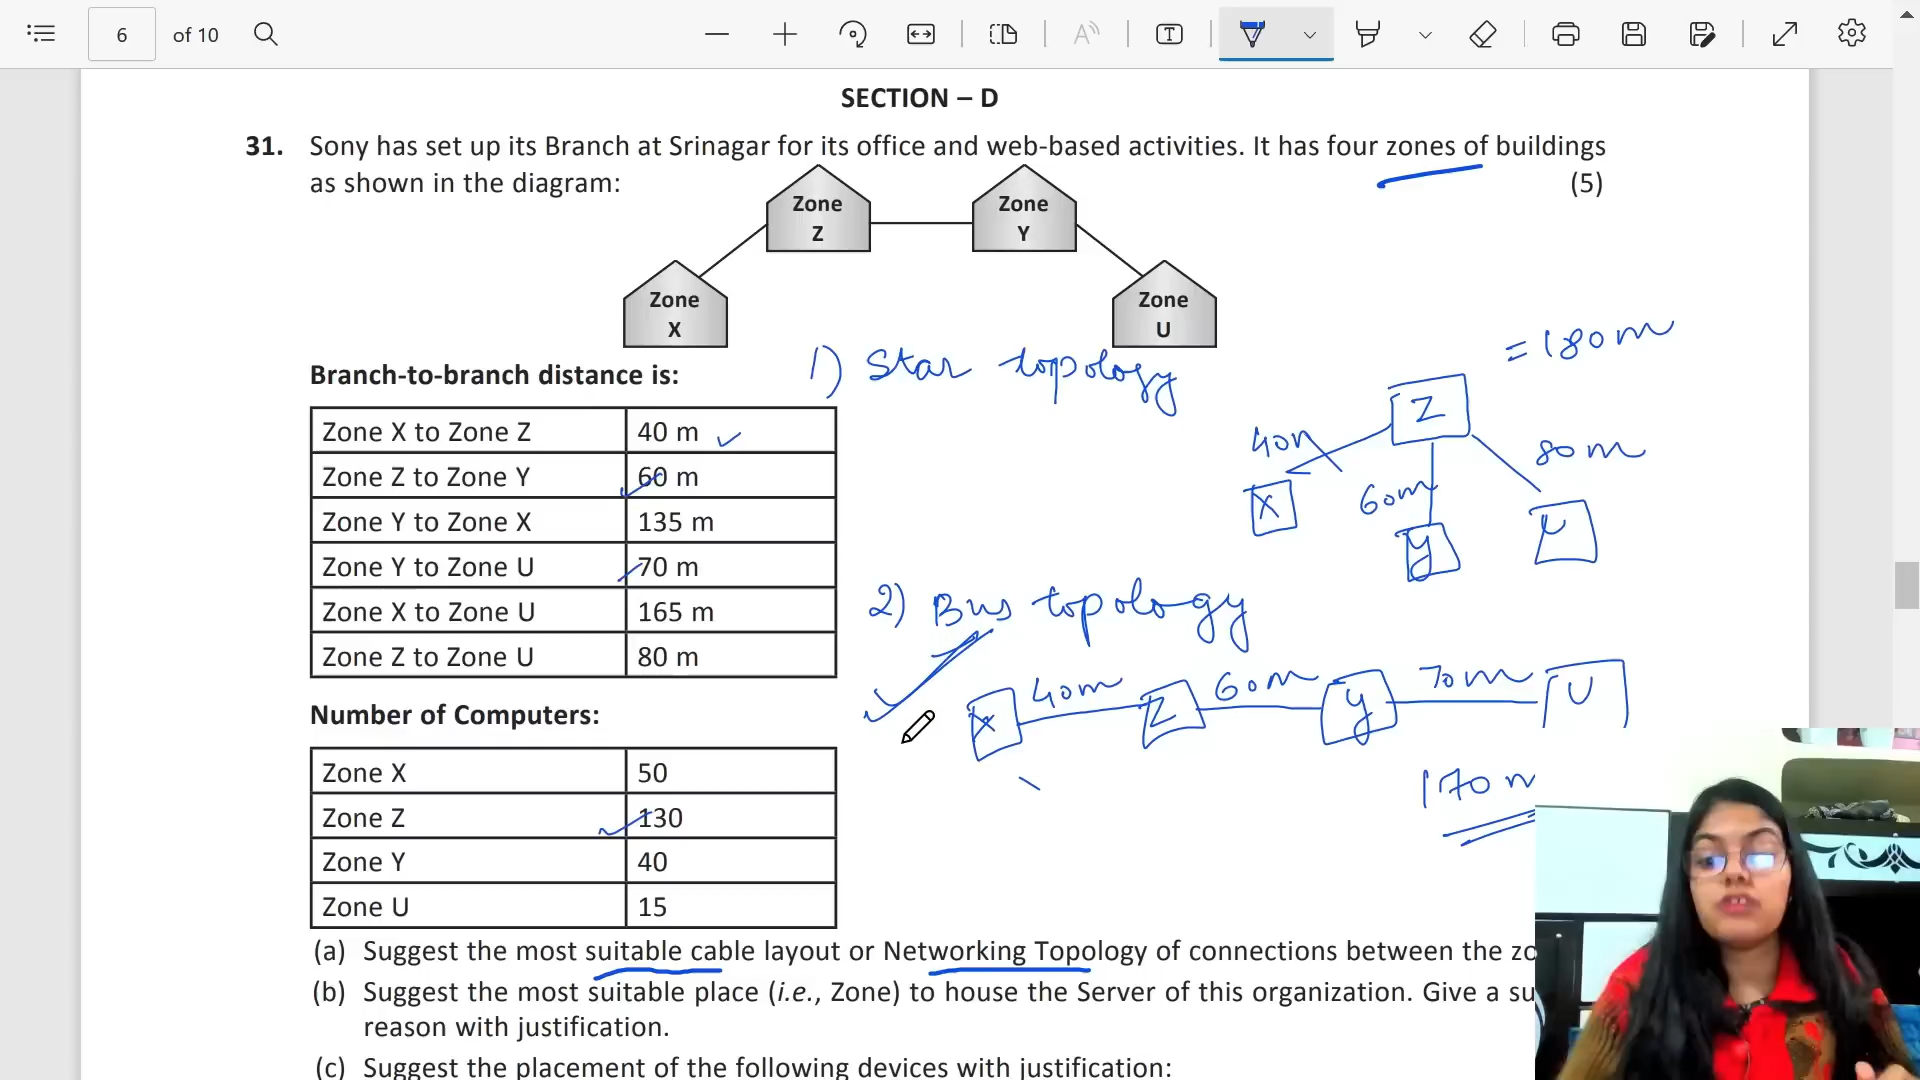 6 of 10
SECTION – D
31. Sony has set up its Branch at Srinagar for its office and web-based activities. It has four zones of buildings
as shown in the diagram: (5)
Zone Z
Zone Y
Zone X
Zone U
Branch-to-branch distance is:
Zone X to Zone Z 40 m
Zone Z to Zone Y 60 m
Zone Y to Zone X 135 m
Zone Y to Zone U 70 m
Zone X to Zone U 165 m
Zone Z to Zone U 80 m
Number of Computers:
Zone X 50
Zone Z 130
Zone Y 40
Zone U 15
1) Star topology
= 180m
Z
40m
80m
60m
X
y
U
2) Bus topology
X 40m Z 60m y 70m U
170 m
(a) Suggest the most suitable cable layout or Networking Topology of connections between the
(b) Suggest the most suitable place (i.e., Zone) to house the Server of this organization. Give a
reason with justification.
(c) Suggest the placement of the following devices with justification: